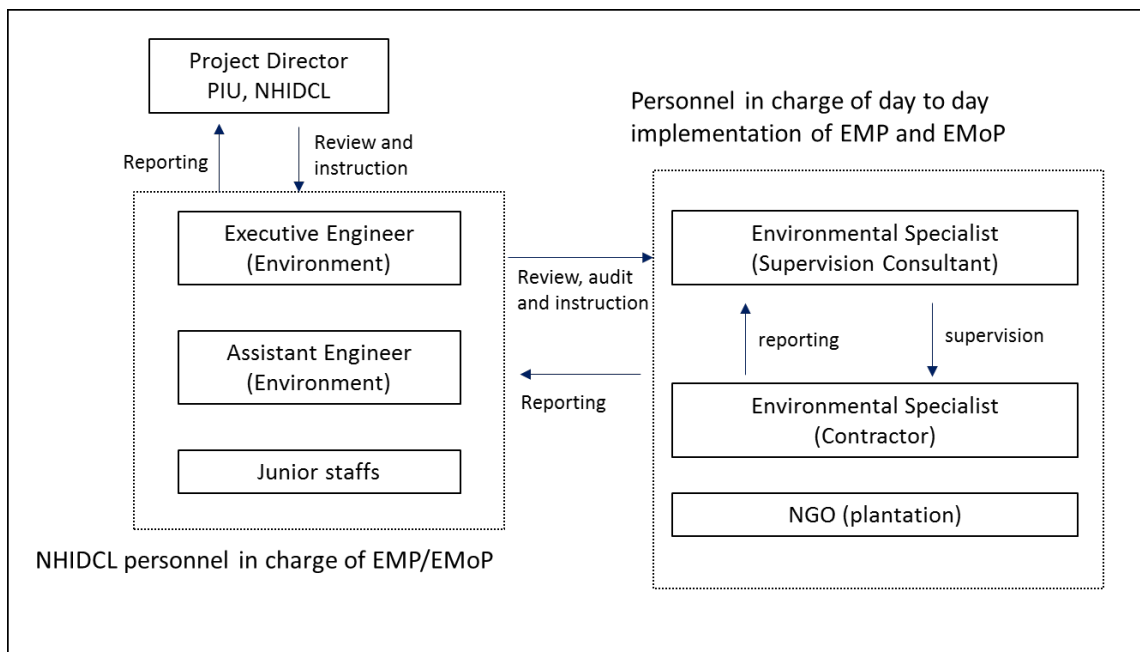 Project Director
PIU, NHIDCL
Reporting
Review and
instruction
Executive Engineer
(Environment)
Assistant Engineer
(Environment)
Junior staffs
NHIDCL personnel in charge of EMP/EMoP
Review, audit
and instruction
Reporting
Personnel in charge of day to day
implementation of EMP and EMoP
Environmental Specialist
(Supervision Consultant)
reporting
supervision
Environmental Specialist
(Contractor)
NGO (plantation)